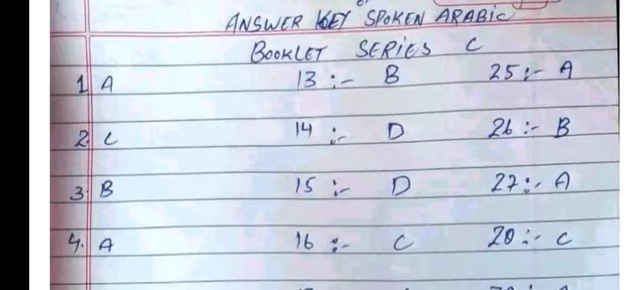 ANSWER KEY SPOKEN ARABIC
BOOKLET SERIES C
1 A 13 :- B 25 :- A
2 C 14 :- D 26 :- B
3 B 15 :- D 27 :- A
4. A 16 :- C 28 :- C